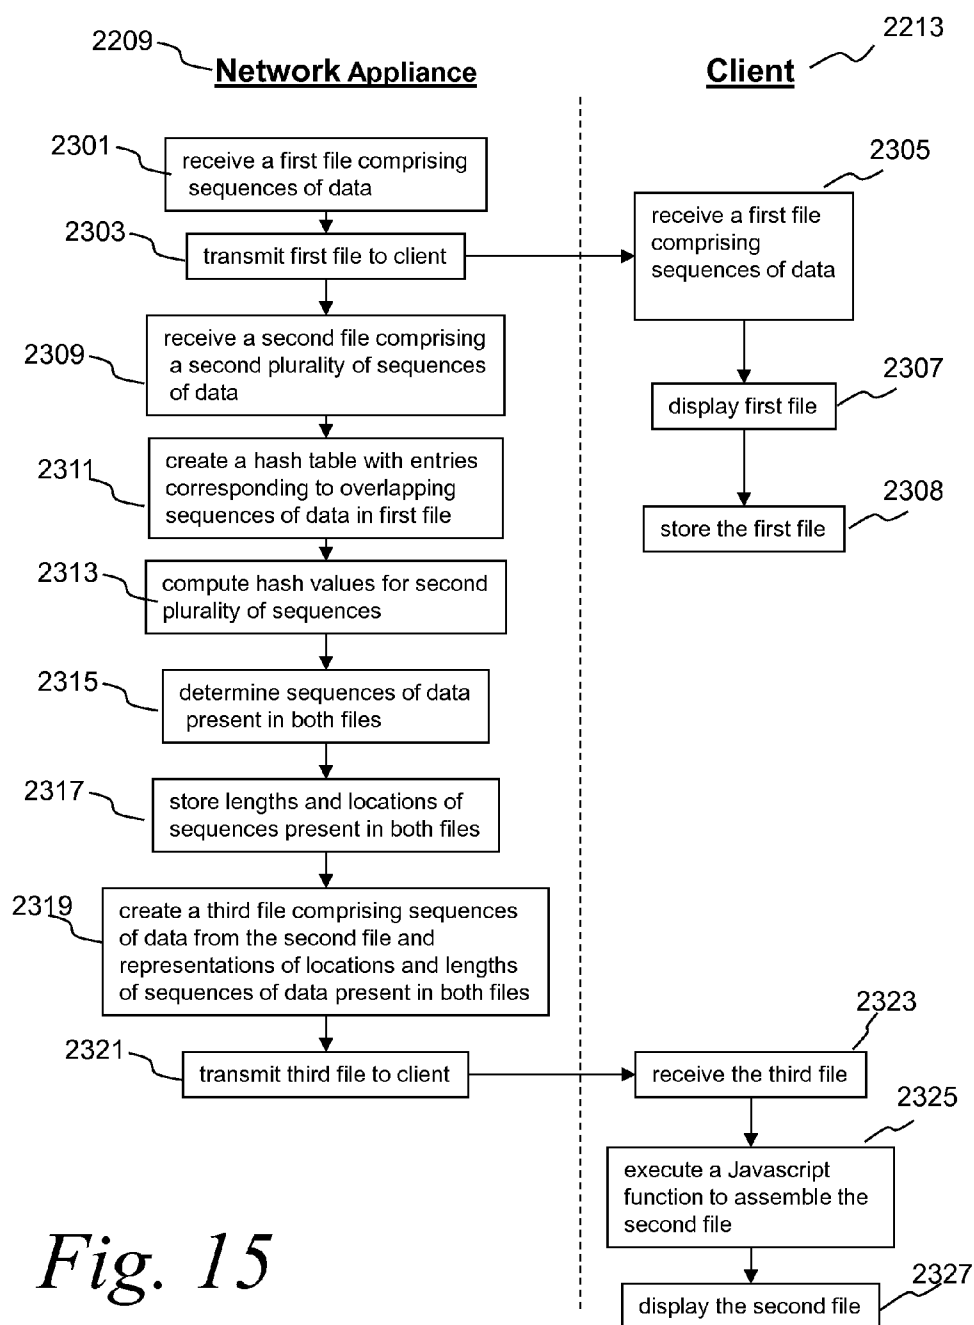 2209
Network Appliance
2213
Client
2301
receive a first file comprising
sequences of data
2303
transmit first file to client
2305
receive a first file
comprising
sequences of data
2309
receive a second file comprising
a second plurality of sequences
of data
2307
display first file
2311
create a hash table with entries
corresponding to overlapping
sequences of data in first file
2308
store the first file
2313
compute hash values for second
plurality of sequences
2315
determine sequences of data
present in both files
2317
store lengths and locations of
sequences present in both files
2319
create a third file comprising sequences
of data from the second file and
representations of locations and lengths
of sequences of data present in both files
2321
transmit third file to client
2323
receive the third file
2325
execute a Javascript
function to assemble the
second file
2327
display the second file
Fig. 15